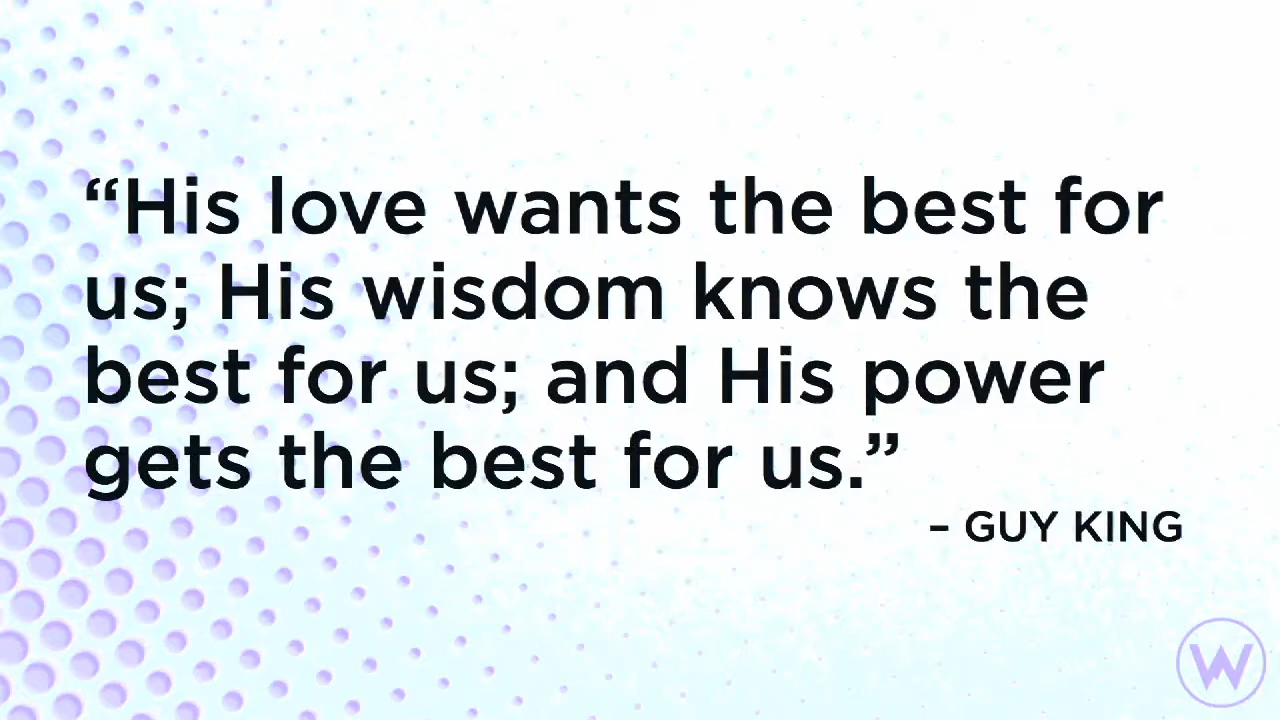 “His love wants the best for
us; His wisdom knows the
best for us; and His power
gets the best for us.”
– GUY KING
W